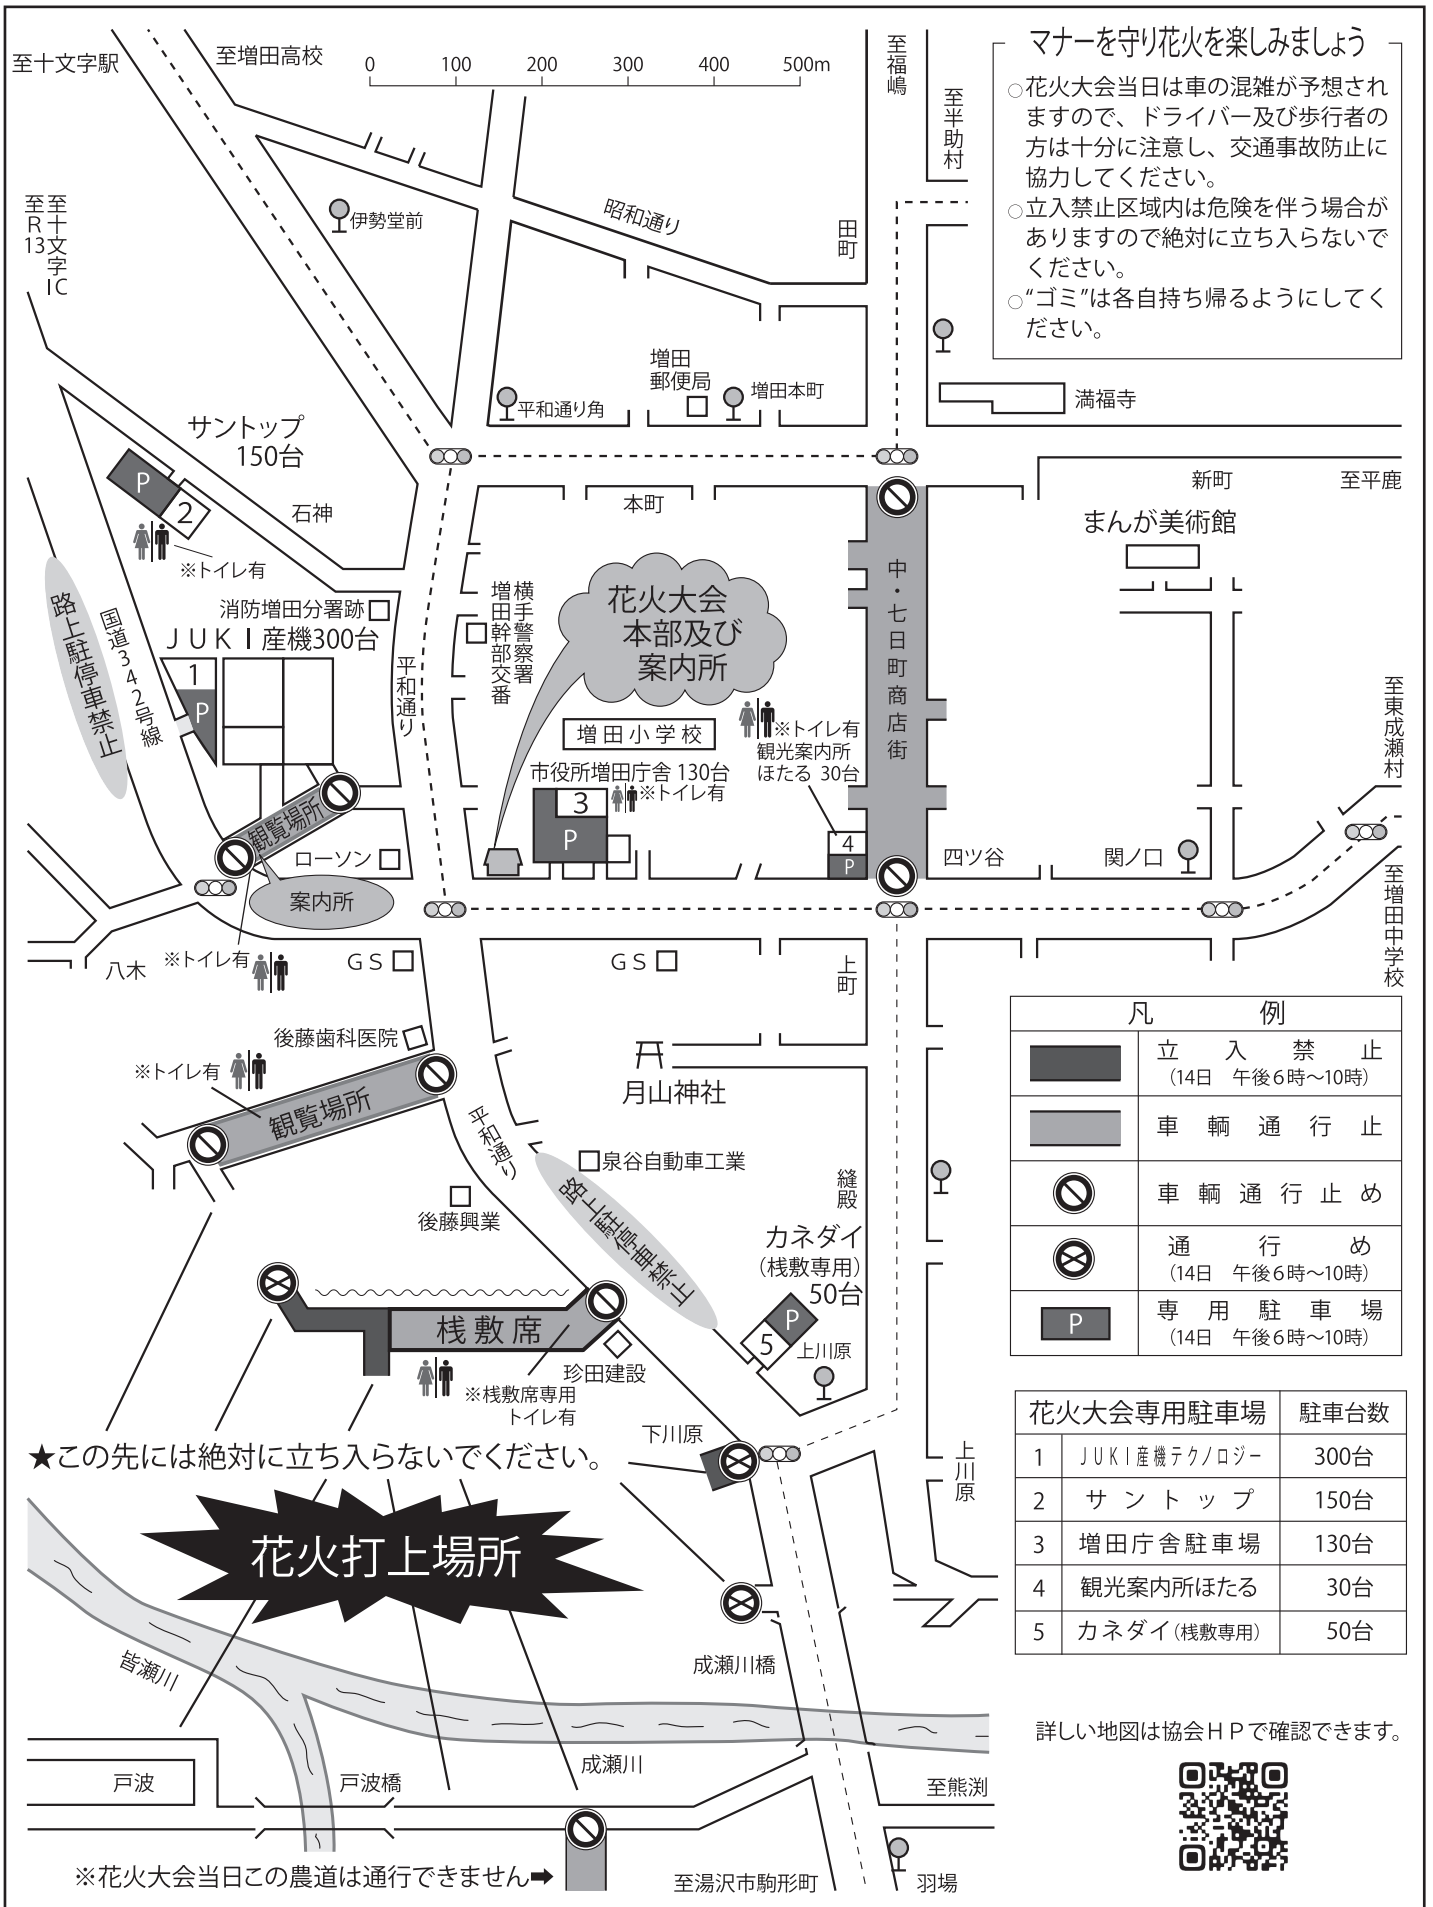 至十文字駅
至増田高校
0 100 200 300 400 500m
至福嶋
至半助村
マナーを守り花火を楽しみましょう
○花火大会当日は車の混雑が予想され
ますので、ドライバー及び歩行者の
方は十分に注意し、交通事故防止に
協力してください。
○立入禁止区域内は危険を伴う場合が
ありますので絶対に立ち入らないで
ください。
○“ゴミ”は各自持ち帰るようにしてく
ださい。
至十文字IC
至R13
伊勢堂前
昭和通り
田町
増田
郵便局
増田本町
平和通り角
満福寺
サントップ
150台
P
2
石神
※トイレ有
本町
新町
至平鹿
まんが美術館
路上駐停車禁止
国道342号線
消防増田分署跡
JUKI産機300台
1
P
平和通り
横手警察署
増田幹部交番
花火大会
本部及び
案内所
中・七日町商店街
増田小学校
※トイレ有
観光案内所
ほたる 30台
市役所増田庁舎 130台
※トイレ有
3
P
4
P
至東成瀬村
観覧場所
ローソン
案内所
四ツ谷
関ノ口
至増田中学校
八木
※トイレ有
GS
GS
上町
後藤歯科医院
※トイレ有
観覧場所
月山神社
平和通り
泉谷自動車工業
路上駐停車禁止
後藤興業
縫殿
カネダイ
(桟敷専用)
50台
P
5
上川原
桟敷席
珍田建設
※桟敷席専用
トイレ有
下川原
上川原
凡例
立入禁止
(14日 午後6時~10時)
車輌通行止
車輌通行止め
通行め
(14日 午後6時~10時)
P
専用駐車場
(14日 午後6時~10時)
花火大会専用駐車場 駐車台数
1 JUKI産機テクノロジー 300台
2 サントップ 150台
3 増田庁舎駐車場 130台
4 観光案内所ほたる 30台
5 カネダイ(桟敷専用) 50台
★この先には絶対に立ち入らないでください。
花火打上場所
皆瀬川
成瀬川橋
成瀬川
戸波
戸波橋
至熊渕
詳しい地図は協会HPで確認できます。
※花火大会当日この農道は通行できません➡
至湯沢市駒形町
羽場